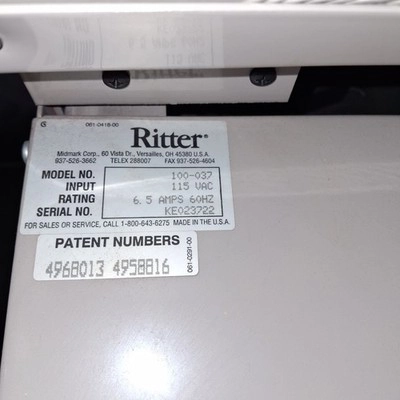 G 061-0418-00
Ritter®
Midmark Corp., 60 Vista Dr., Versailles, OH 45380 U.S.A
937-526-3662 TELEX 288007 FAX 937-526-4604
MODEL NO. 100-037
INPUT 115 VAC
RATING 6.5 AMPS 60HZ
SERIAL NO. KE023722
FOR SALES OR SERVICE, CALL 1-800-643-6275 MADE IN THE U.S.A.
PATENT NUMBERS
4968013 4958816
061-0291-00